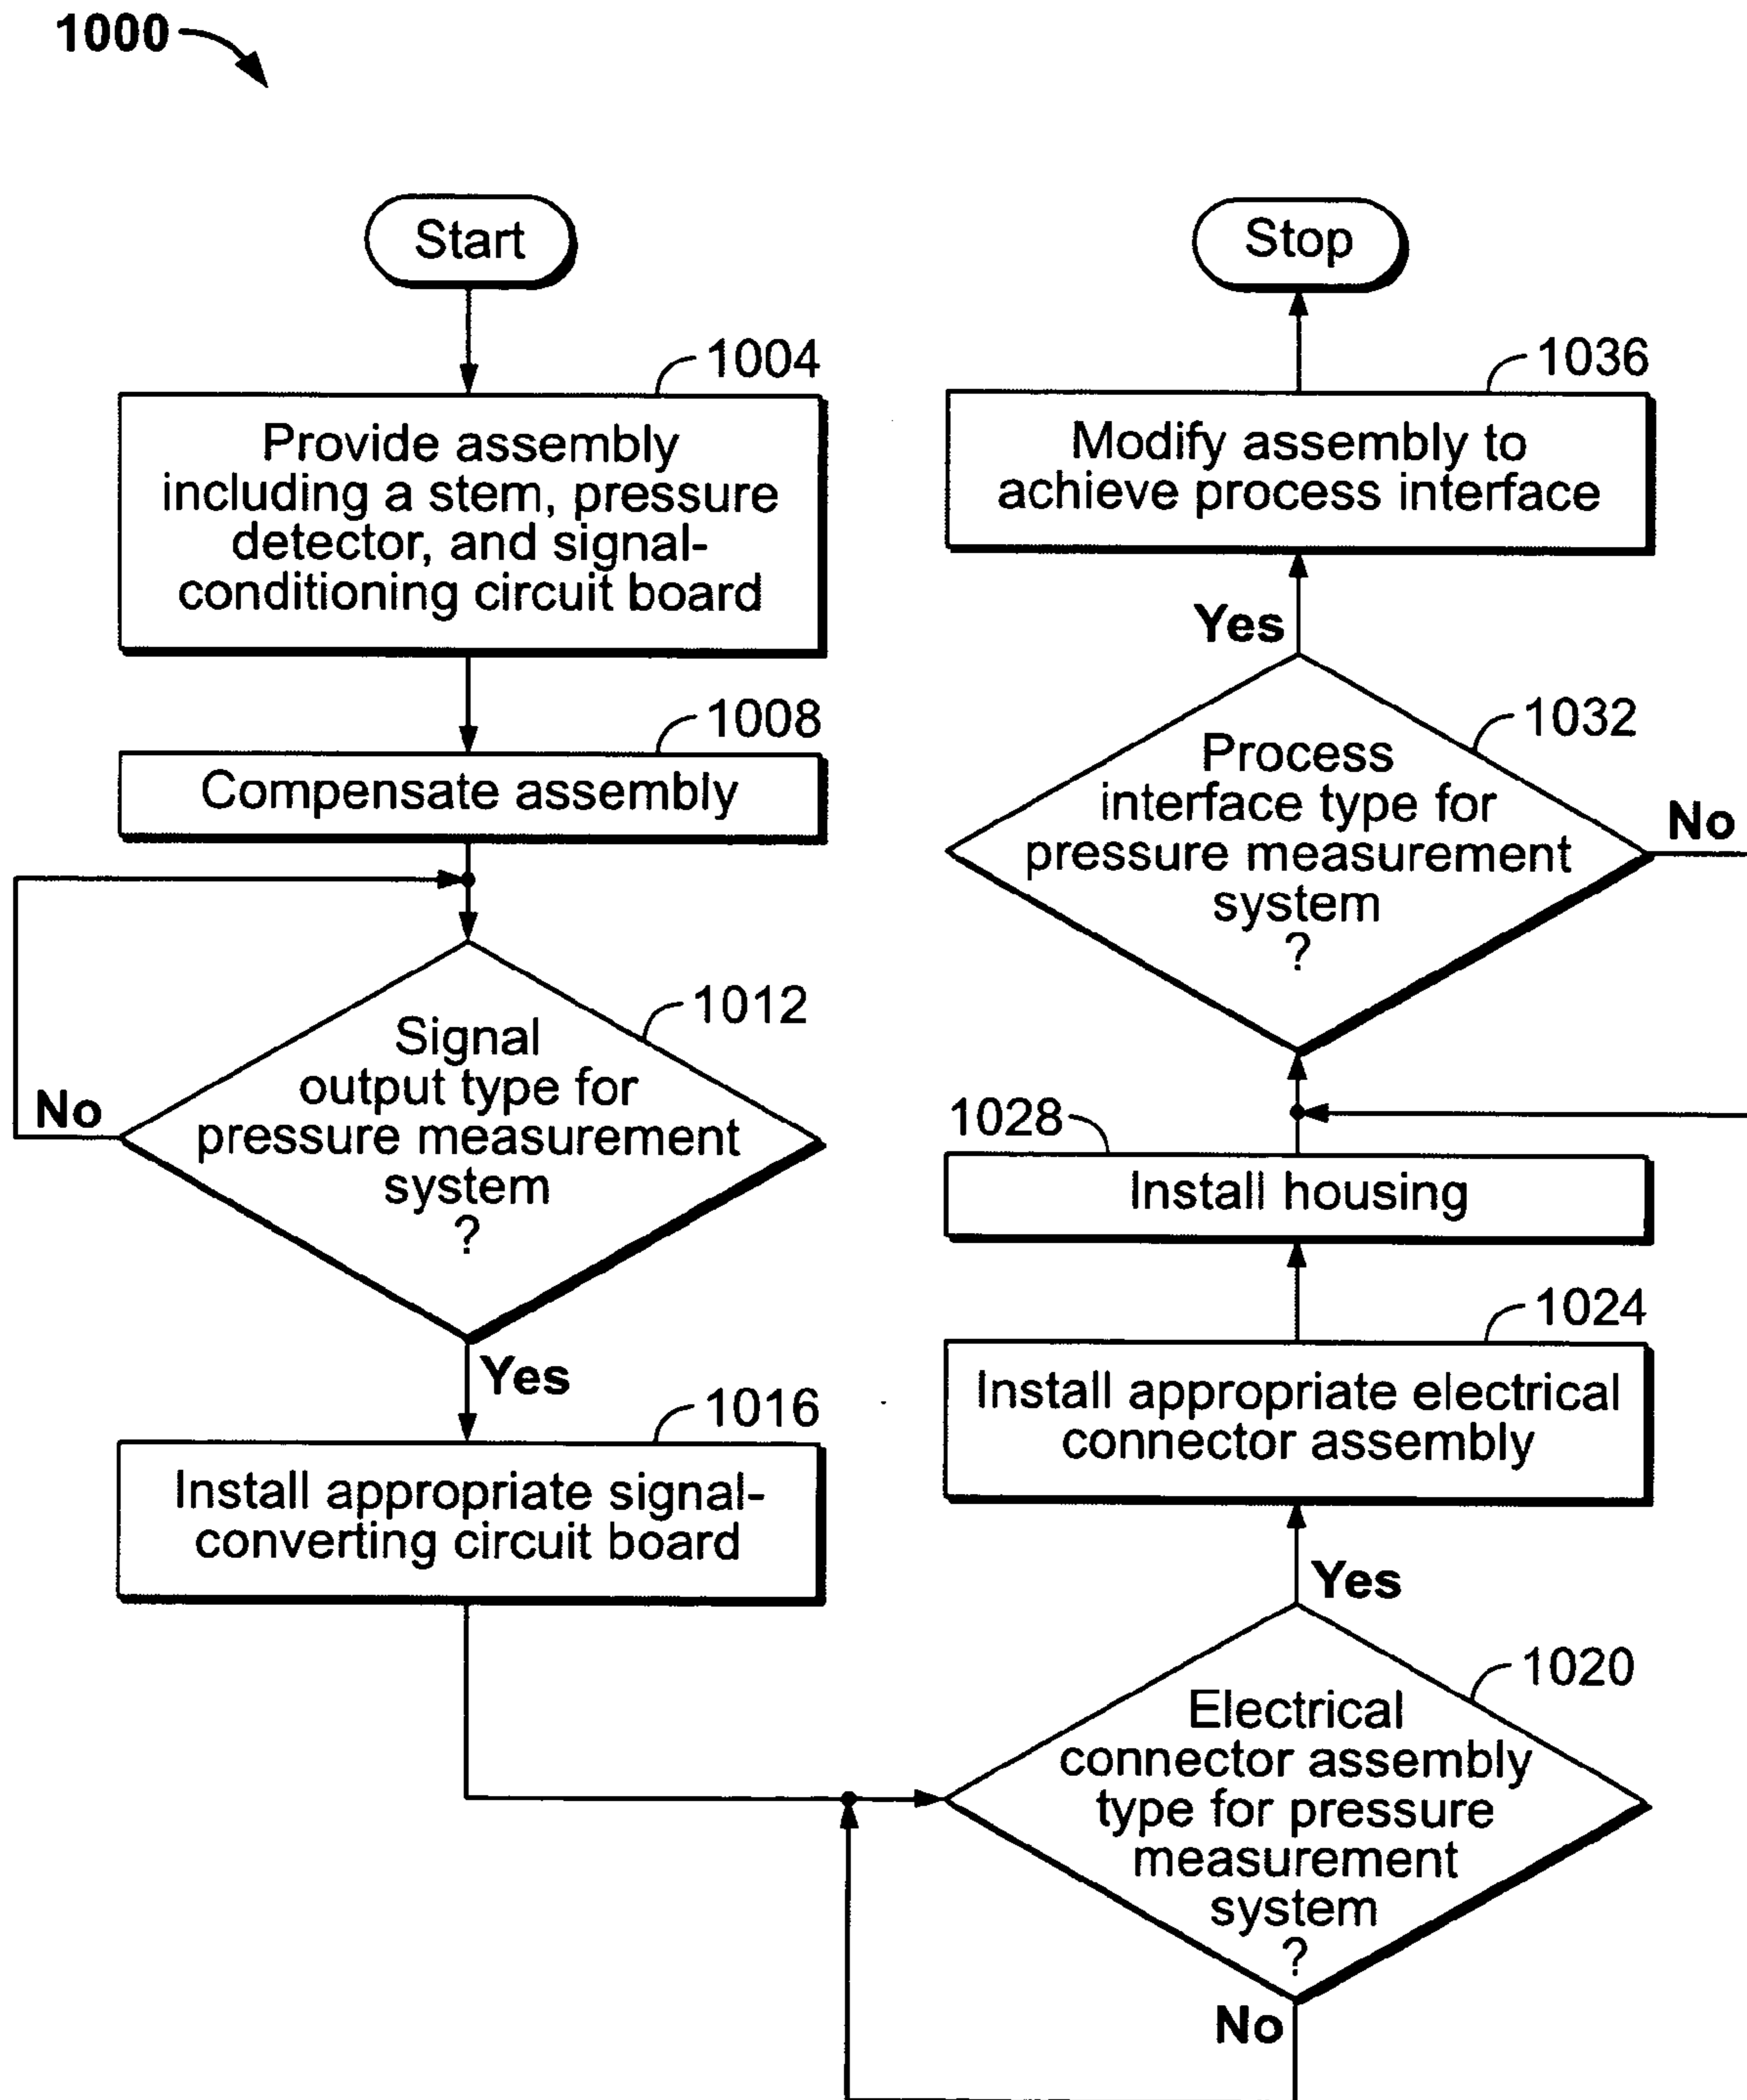 1000
Start
1004
Provide assembly
including a stem, pressure
detector, and signal-
conditioning circuit board
1008
Compensate assembly
1012
Signal
output type for
pressure measurement
system
?
No
Yes
1016
Install appropriate signal-
converting circuit board
1020
Electrical
connector assembly
type for pressure
measurement
system
?
No
Yes
1024
Install appropriate electrical
connector assembly
1028
Install housing
1032
Process
interface type for
pressure measurement
system
?
No
Yes
1036
Modify assembly to
achieve process interface
Stop